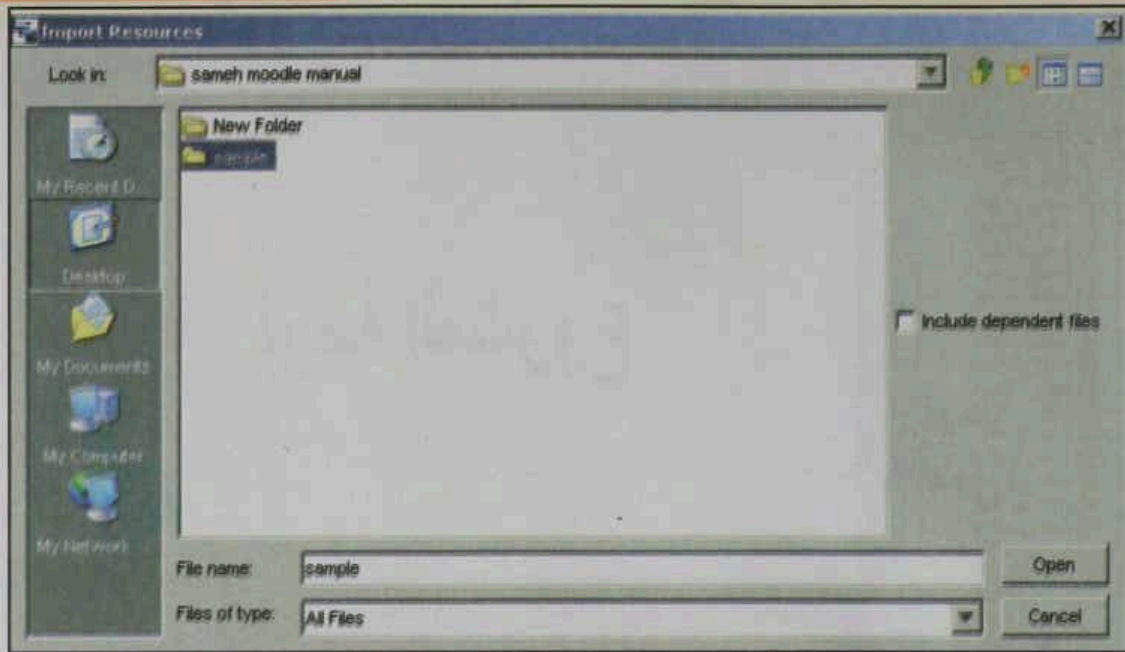 Import Resources
Look in: sameh moodle manual
New Folder
sample
My Recent D...
Desktop
My Documents
My Computer
My Network
Include dependent files
File name: sample
Open
Files of type: All Files
Cancel